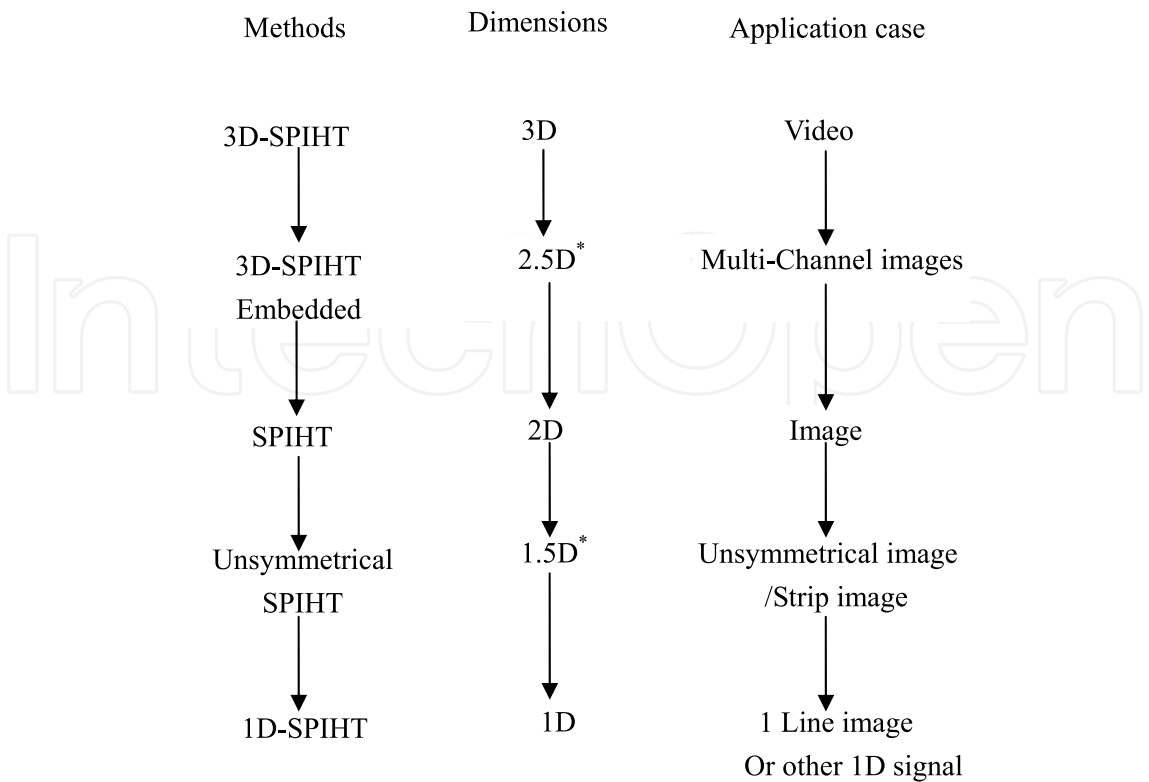 Methods Dimensions Application case
3D-SPIHT 3D Video
3D-SPIHT 2.5D* Multi-Channel images
Embedded
SPIHT 2D Image
Unsymmetrical 1.5D* Unsymmetrical image
SPIHT /Strip image
1D-SPIHT 1D 1 Line image
Or other 1D signal
IntechOpen